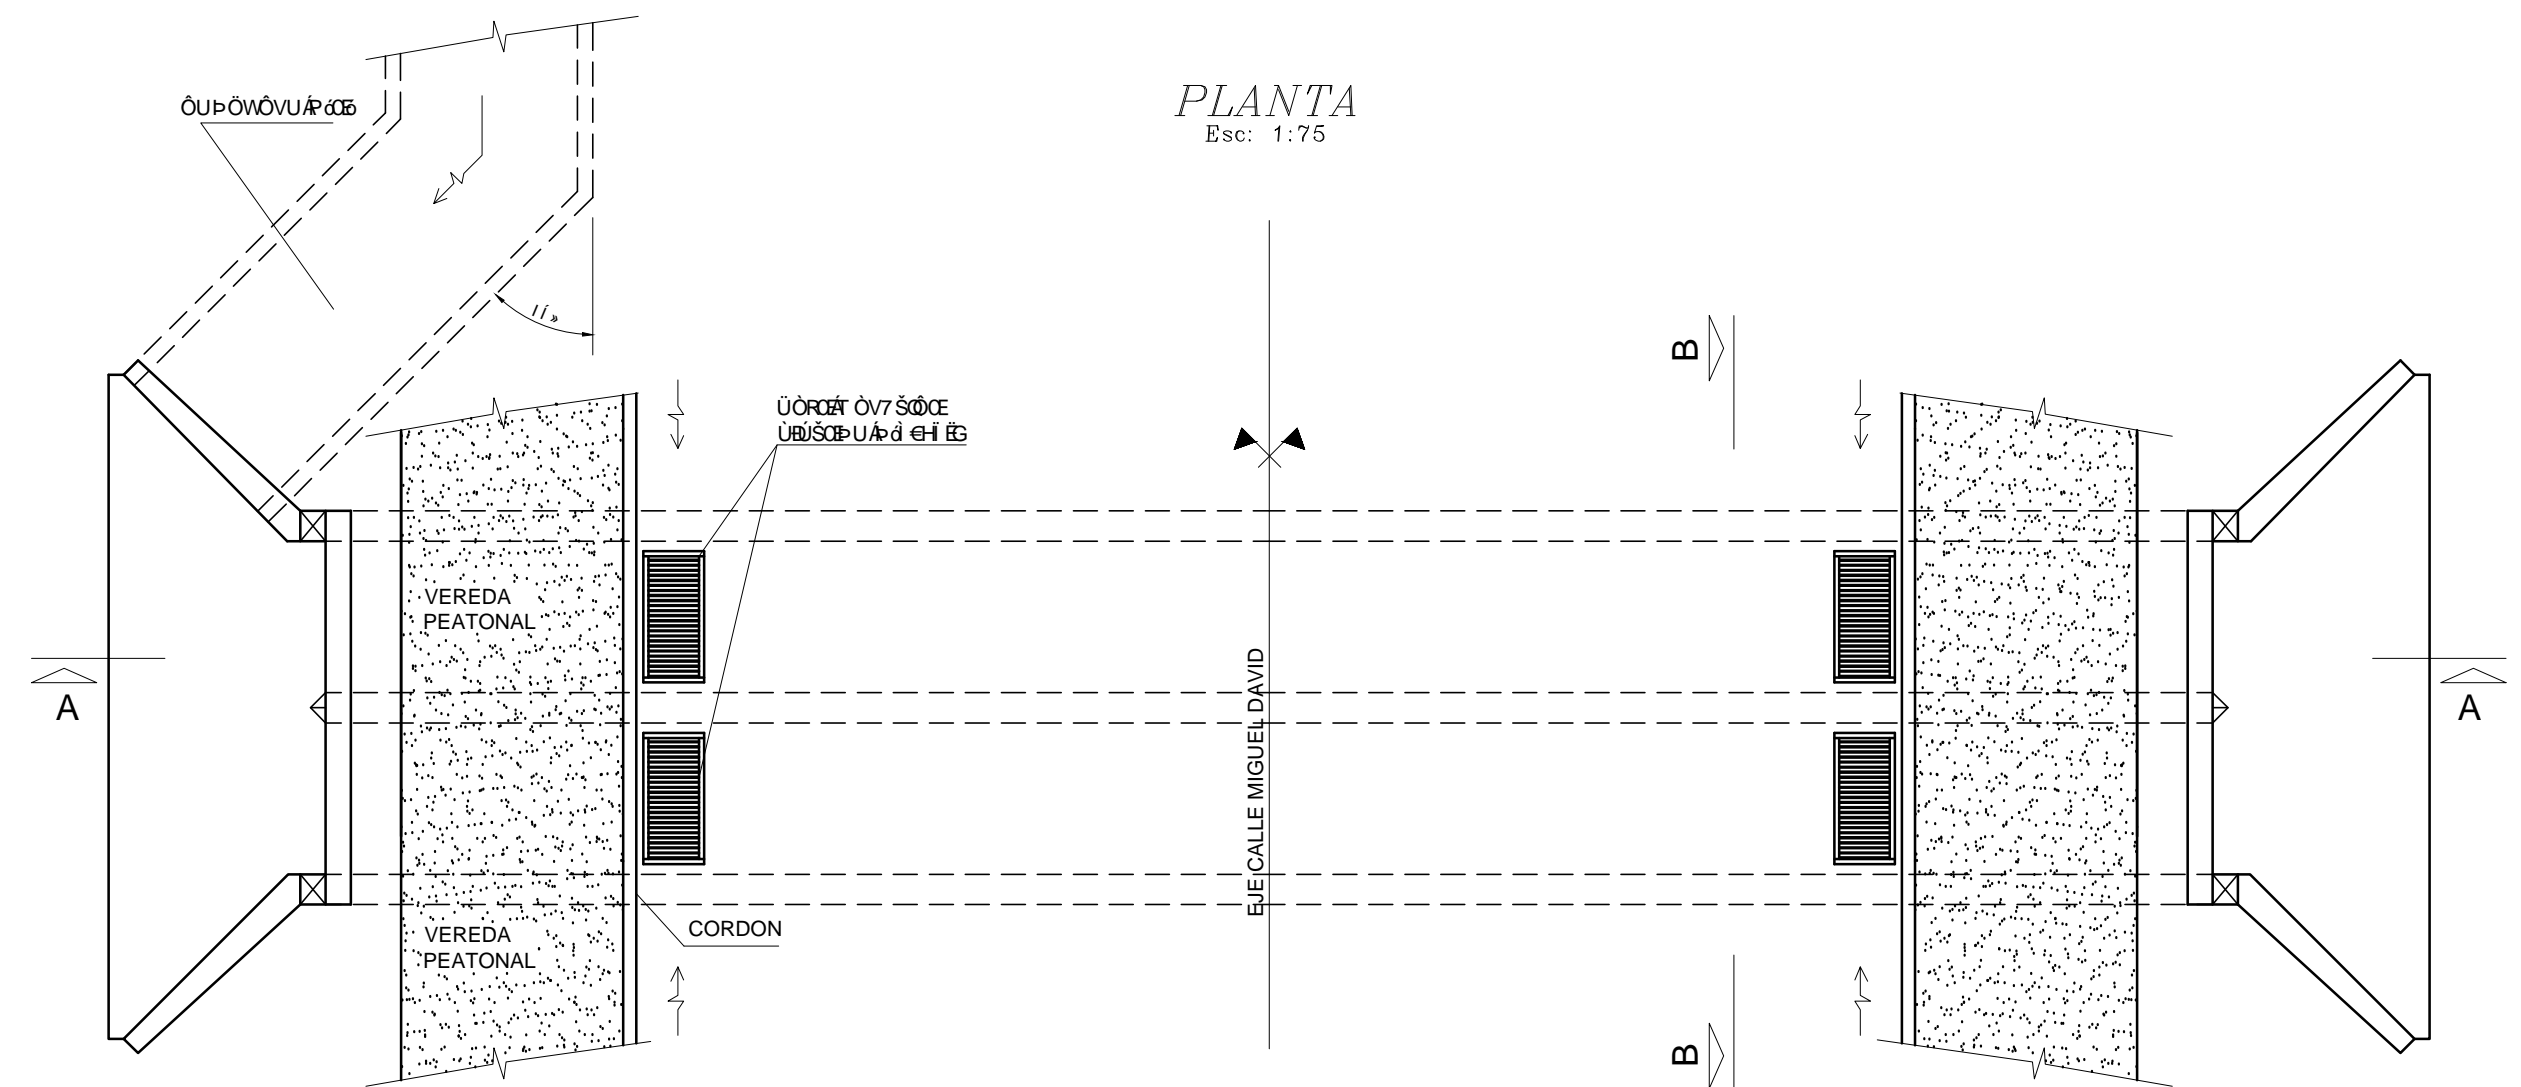 PLANTA
Esc: 1:75
B
VEREDA
PEATONAL
A
A
EJE CALLE MIGUEL DAVID
VEREDA
PEATONAL
CORDON
B